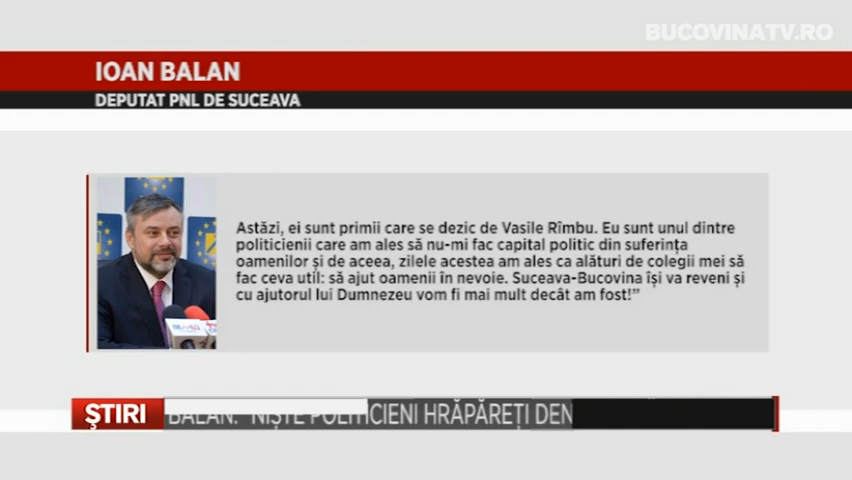 BUCOVINATV.RO
IOAN BALAN
DEPUTAT PNL DE SUCEAVA
Astăzi, ei sunt primii care se dezic de Vasile Rîmbu. Eu sunt unul dintre
politicienii care am ales să nu-mi fac capital politic din suferința
oamenilor și de aceea, zilele acestea am ales ca alături de colegii mei să
fac ceva util: să ajut oamenii în nevoie. Suceava-Bucovina își va reveni și
cu ajutorul lui Dumnezeu vom fi mai mult decât am fost!”
ȘTIRI
BALAN: "NIȘTE POLITICIENI HRĂPĂREȚI DEN